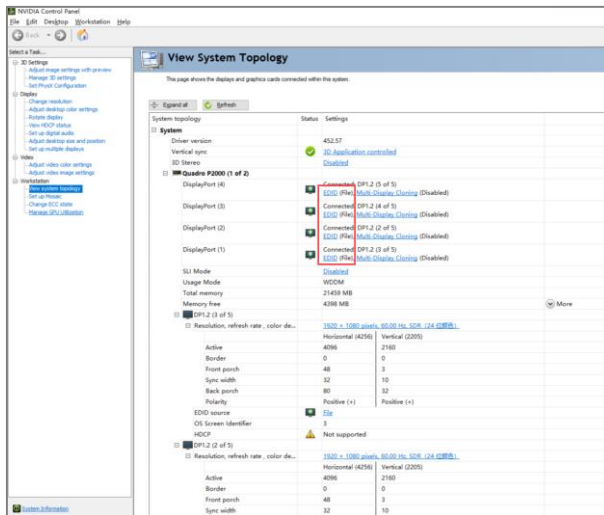 NVIDIA Control Panel
File Edit Desktop Workstation Help
Back
Select a Task...
3D Settings
Adjust image settings with preview
Manage 3D settings
Set PhysX Configuration
Display
Change resolution
Adjust desktop color settings
Rotate display
View HDCP status
Set up digital audio
Adjust desktop size and position
Set up multiple displays
Video
Adjust video color settings
Adjust video image settings
Workstation
View system topology
Set up Mosaic
Change ECC state
Manage GPU Utilization
System Information
View System Topology
This page shows the displays and graphics cards connected within this system.
Expand all Refresh
System topology Status Settings
System
Driver version 452.57
Vertical sync 3D Application controlled
3D Stereo Disabled
Quadro P2000 (1 of 2)
DisplayPort (4) Connected, DP1.2 (5 of 5)
EDID (File), Multi-Display Cloning (Disabled)
DisplayPort (3) Connected, DP1.2 (4 of 5)
EDID (File), Multi-Display Cloning (Disabled)
DisplayPort (2) Connected, DP1.2 (2 of 5)
EDID (File), Multi-Display Cloning (Disabled)
DisplayPort (1) Connected, DP1.2 (3 of 5)
EDID (File), Multi-Display Cloning (Disabled)
SLI Mode Disabled
Usage Mode WDDM
Total memory 21459 MB
Memory free 4398 MB More
DP1.2 (3 of 5)
Resolution, refresh rate , color de... 1920 × 1080 pixels, 60.00 Hz, SDR (24 位颜色)
Horizontal (4256) Vertical (2205)
Active 4096 2160
Border 0 0
Front porch 48 3
Sync width 32 10
Back porch 80 32
Polarity Positive (+) Positive (+)
EDID source File
OS Screen Identifier 3
HDCP Not supported
DP1.2 (2 of 5)
Resolution, refresh rate , color de... 1920 × 1080 pixels, 60.00 Hz, SDR (24 位颜色)
Horizontal (4256) Vertical (2205)
Active 4096 2160
Border 0 0
Front porch 48 3
Sync width 32 10